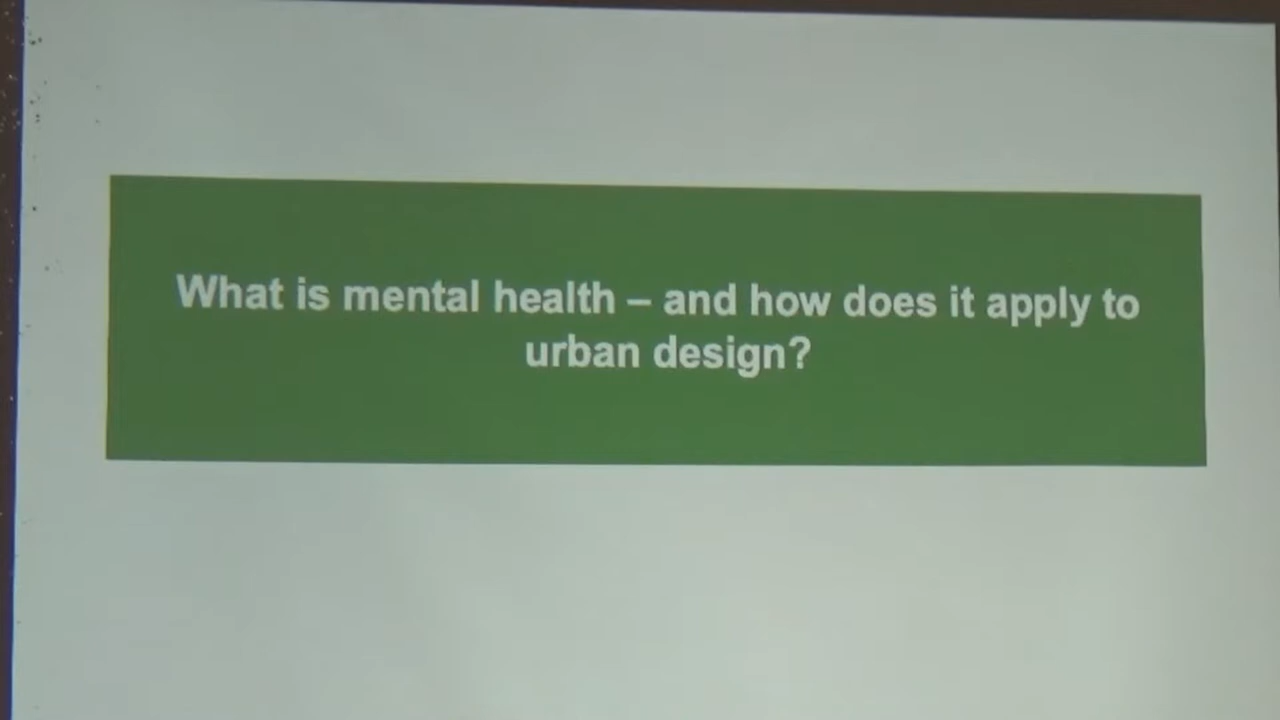 What is mental health – and how does it apply to
urban design?